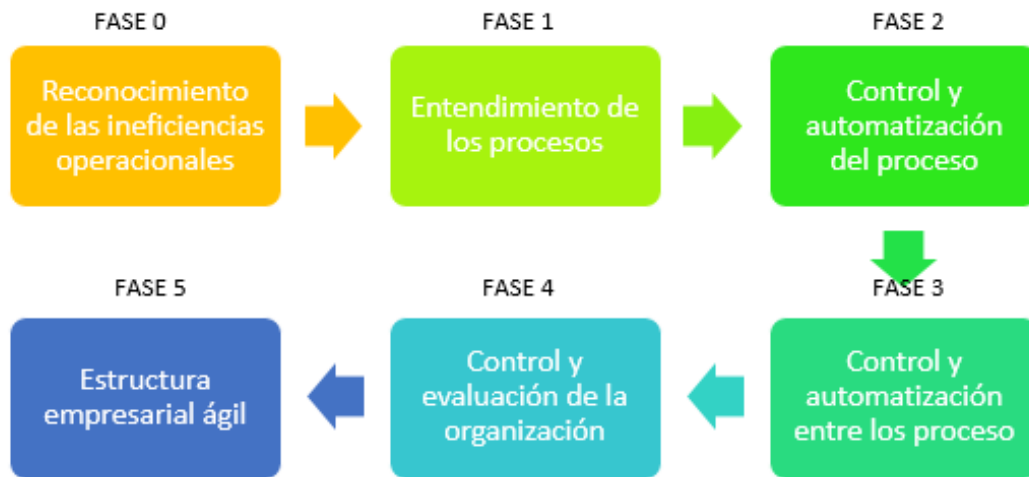 FASE 0
Reconocimiento
de las ineficiencias
operacionales
FASE 1
Entendimiento de
los procesos
FASE 2
Control y
automatización
del proceso
FASE 3
Control y
automatización
entre los proceso
FASE 4
Control y
evaluación de la
organización
FASE 5
Estructura
empresarial ágil